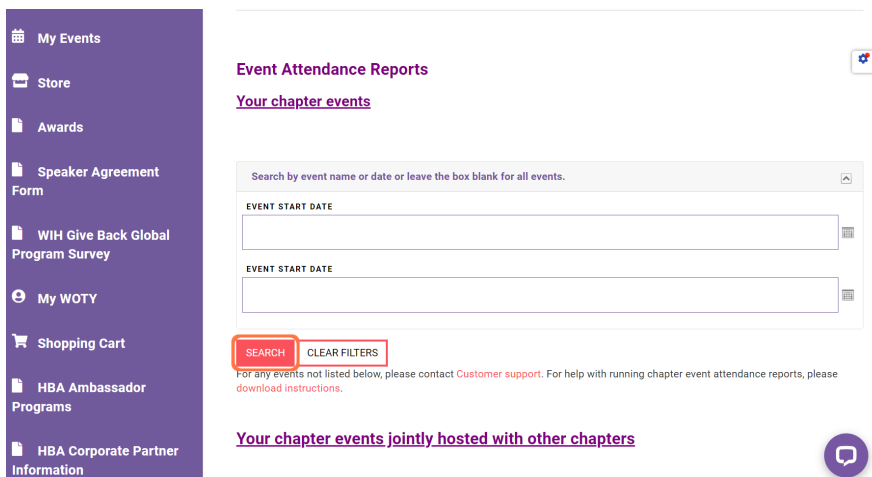 My Events
Store
Awards
Speaker Agreement
Form
WIH Give Back Global
Program Survey
My WOTY
Shopping Cart
HBA Ambassador
Programs
HBA Corporate Partner
Information
Event Attendance Reports
Your chapter events
Search by event name or date or leave the box blank for all events.
EVENT START DATE
EVENT START DATE
SEARCH CLEAR FILTERS
For any events not listed below, please contact Customer support. For help with running chapter event attendance reports, please
download instructions.
Your chapter events jointly hosted with other chapters